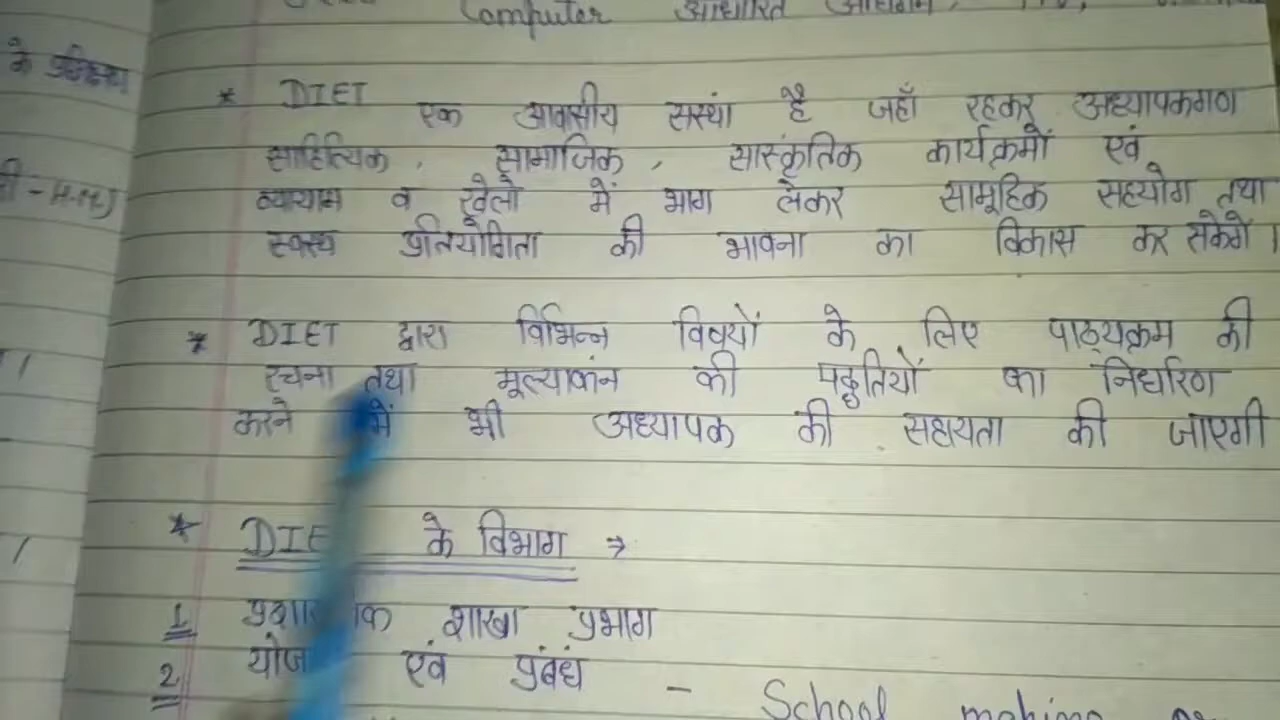 Computer आधारित
के प्रशिक्षण
* DIET एक आवासीय संस्था है जहाँ रहकर अध्यापकगण
साहित्यिक, सामाजिक, सास्कृतिक कार्यक्रमों एवं
व्यायाम व खेलो में भाग लेकर सामूहिक सहयोग तथा
स्वस्थ प्रतियोगिता की भावना का विकास कर सकेगें।
* DIET द्वारा विभिन्न विषयों के लिए पाठ्यक्रम की
रचना तथा मूल्याकंन की पद्धतियों का निर्धारण
करने में भी अध्यापक की सहायता की जाएगी
* DIE के विभाग →
1 शाखा प्रभाग
2 एवं प्रबंध - School making